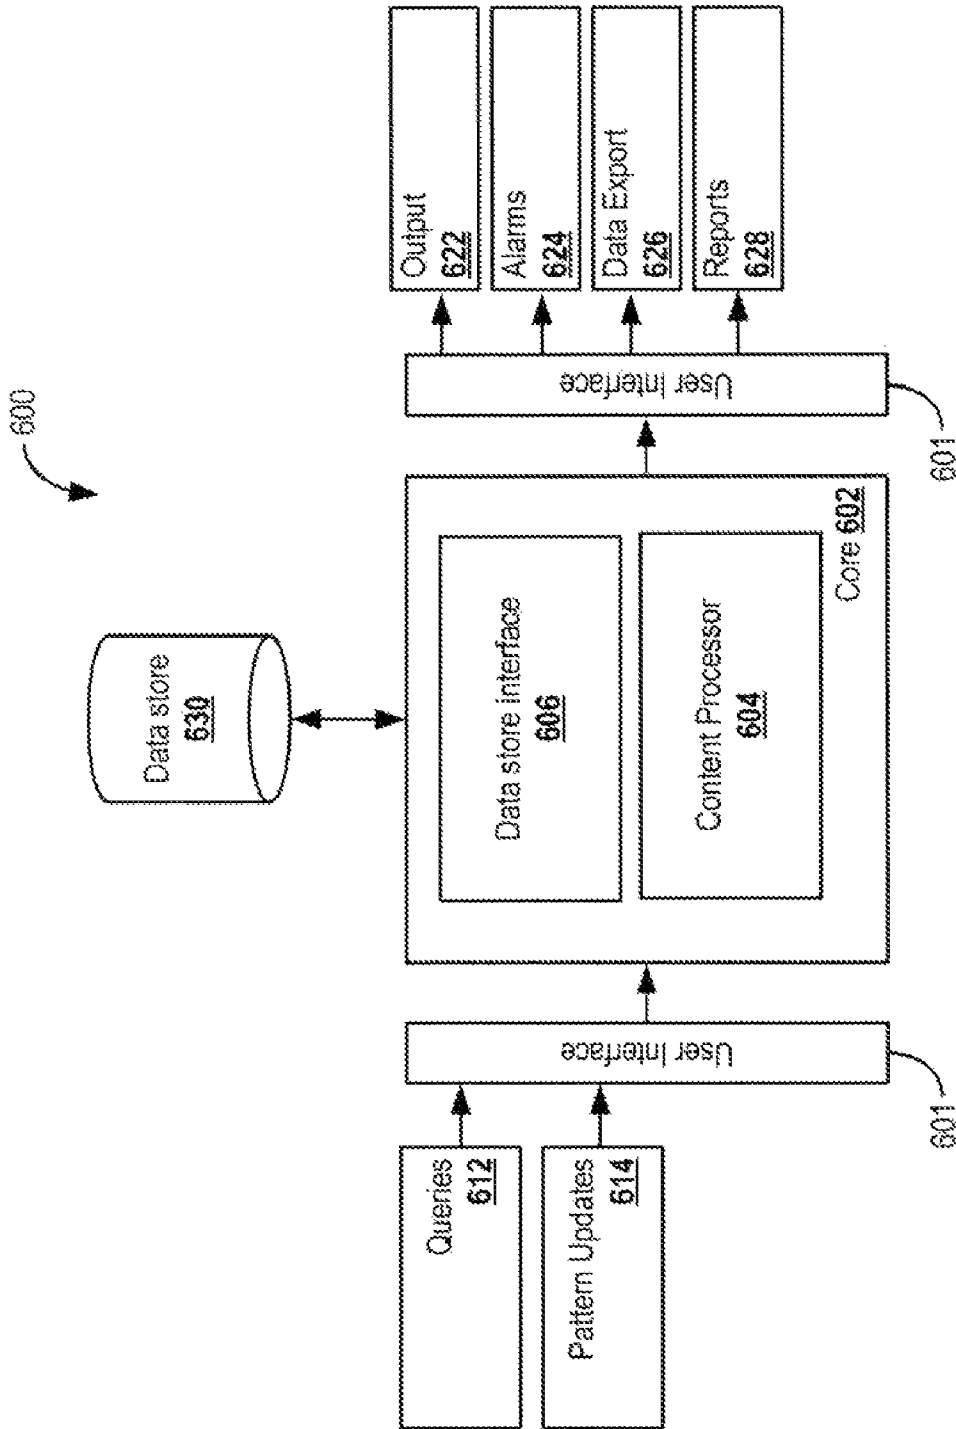 600
Data store
630
Queries
612
Pattern Updates
614
User Interface
601
Data store interface
606
Content Processor
604
Core 602
User Interface
601
Output
622
Alarms
624
Data Export
626
Reports
628